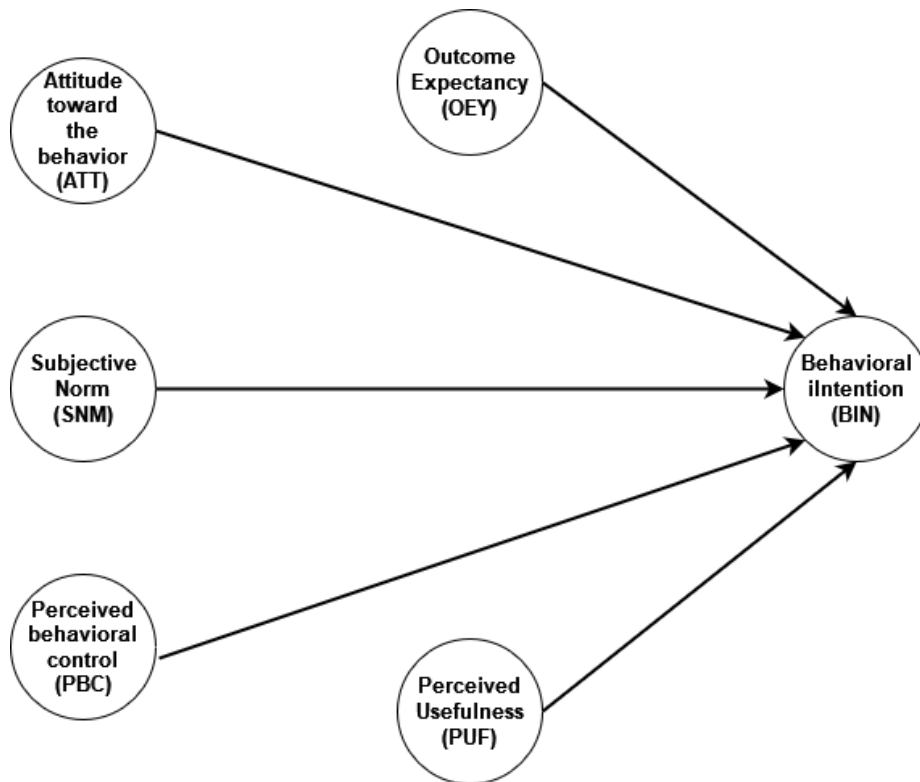 Attitude
toward
the
behavior
(ATT)
Outcome
Expectancy
(OEY)
Subjective
Norm
(SNM)
Behavioral
iIntention
(BIN)
Perceived
behavioral
control
(PBC)
Perceived
Usefulness
(PUF)